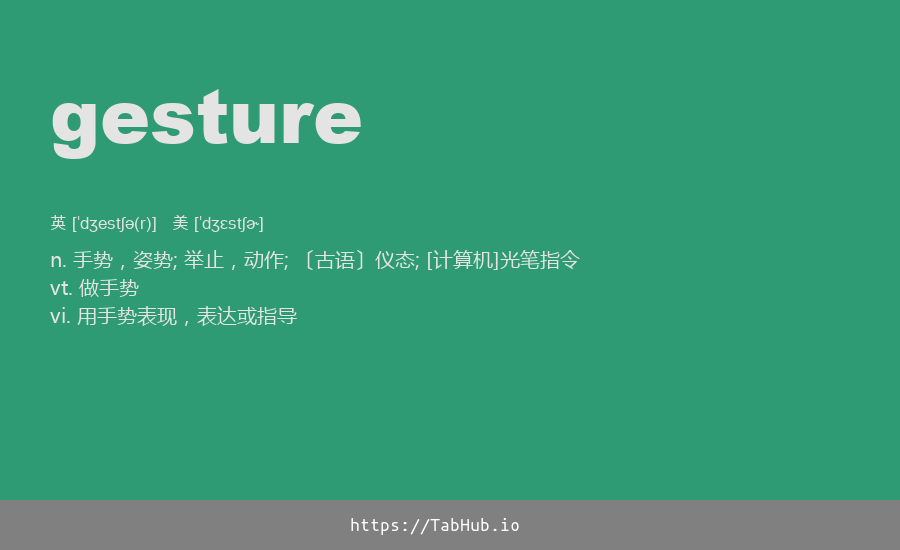 gesture
英 [ˈdʒestʃə(r)] 美 [ˈdʒɛstʃɚ]
n. 手势，姿势; 举止，动作; 〔古语〕仪态; [计算机]光笔指令
vt. 做手势
vi. 用手势表现，表达或指导
https://TabHub.io